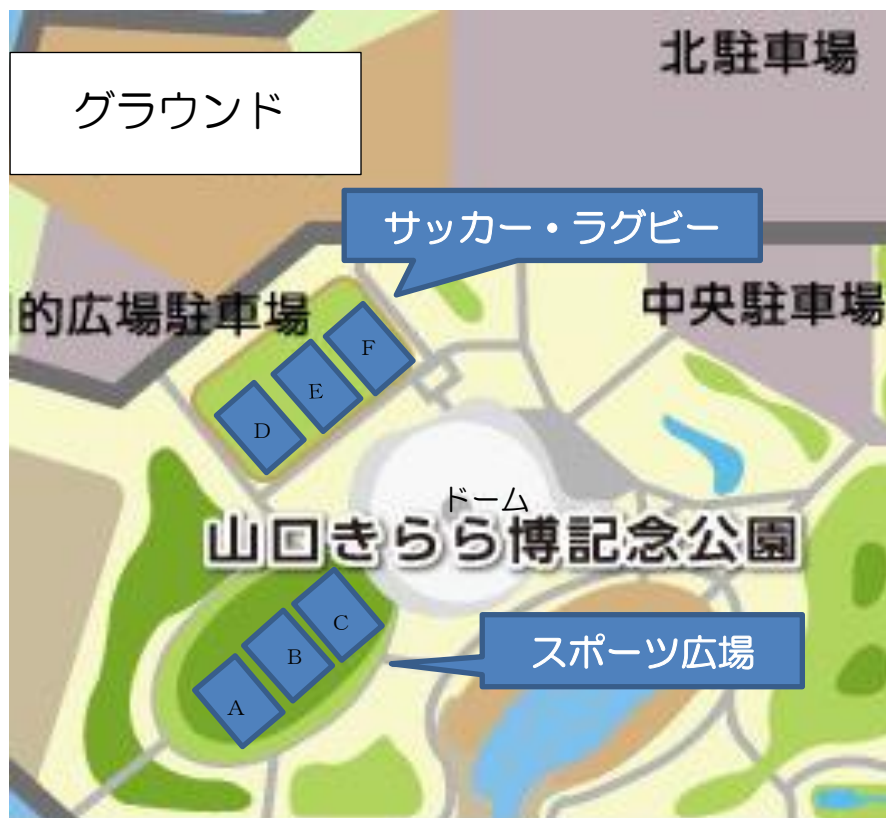 北駐車場
グラウンド
サッカー・ラグビー
的広場駐車場
中央駐車場
F
E
D
ドーム
山口きらら博記念公園
C
B
A
スポーツ広場